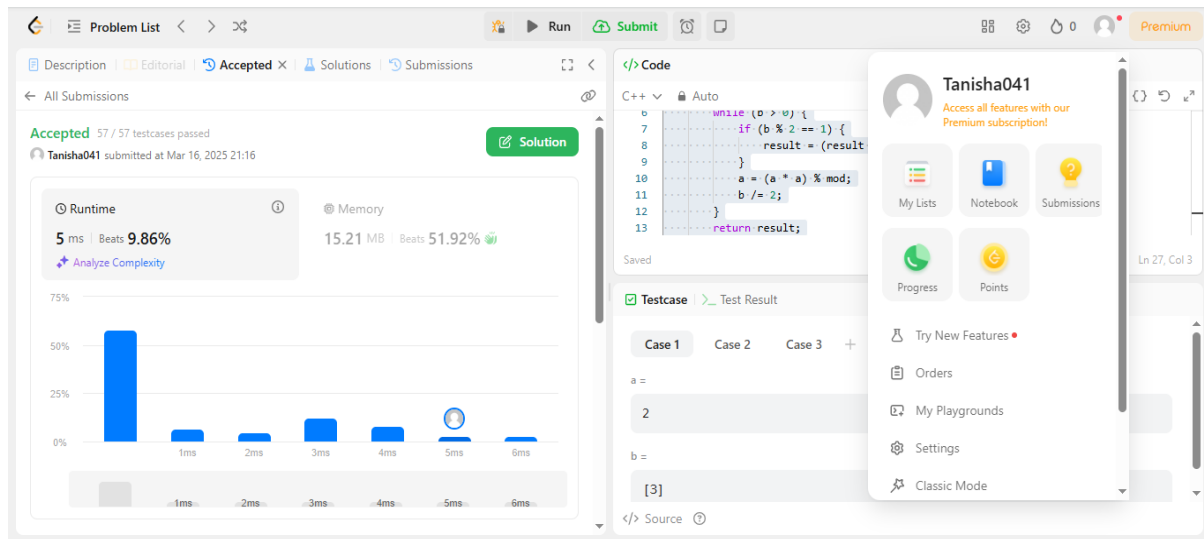 Problem List
Run
Submit
0
Premium
Description
Editorial
Accepted
Solutions
Submissions
All Submissions
Accepted 57 / 57 testcases passed
Tanisha041 submitted at Mar 16, 2025 21:16
Solution
Runtime
5 ms Beats 9.86%
Analyze Complexity
Memory
15.21 MB Beats 51.92%
75%
50%
25%
0%
1ms 2ms 3ms 4ms 5ms 6ms
1ms 2ms 3ms 4ms 5ms 6ms
</> Code
C++ Auto
6 while (b > 0) {
7 if (b % 2 == 1) {
8 result = (result
9 }
10 a = (a * a) % mod;
11 b /= 2;
12 }
13 return result;
Saved
Ln 27, Col 3
Testcase
>_ Test Result
Case 1 Case 2 Case 3 +
a =
2
b =
[3]
</> Source
Tanisha041
Access all features with our
Premium subscription!
My Lists
Notebook
Submissions
Progress
Points
Try New Features
Orders
My Playgrounds
Settings
Classic Mode